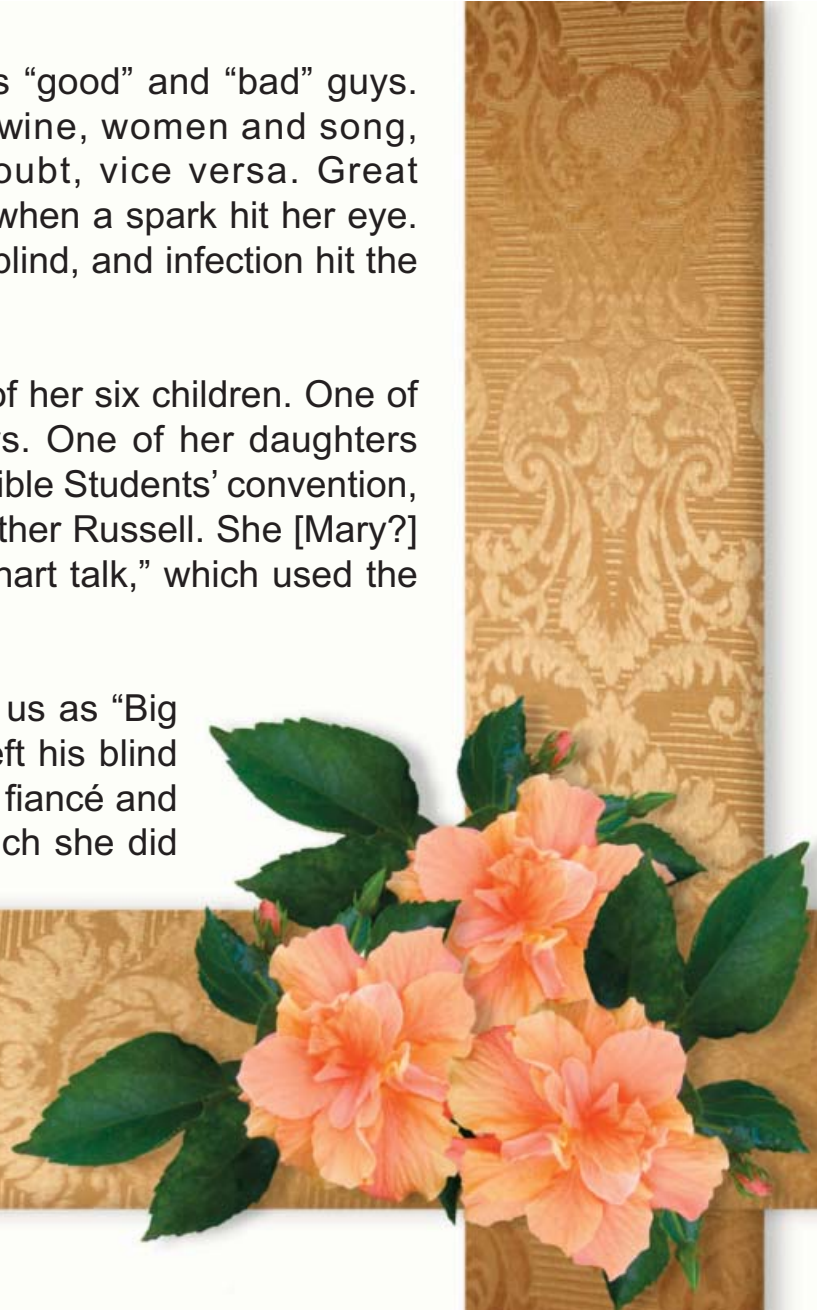 s “good” and “bad” guys.
wine, women and song,
oubt, vice versa. Great
when a spark hit her eye.
blind, and infection hit the
of her six children. One of
s. One of her daughters
ible Students’ convention,
ther Russell. She [Mary?]
hart talk,” which used the
us as “Big
eft his blind
fiancé and
ch she did